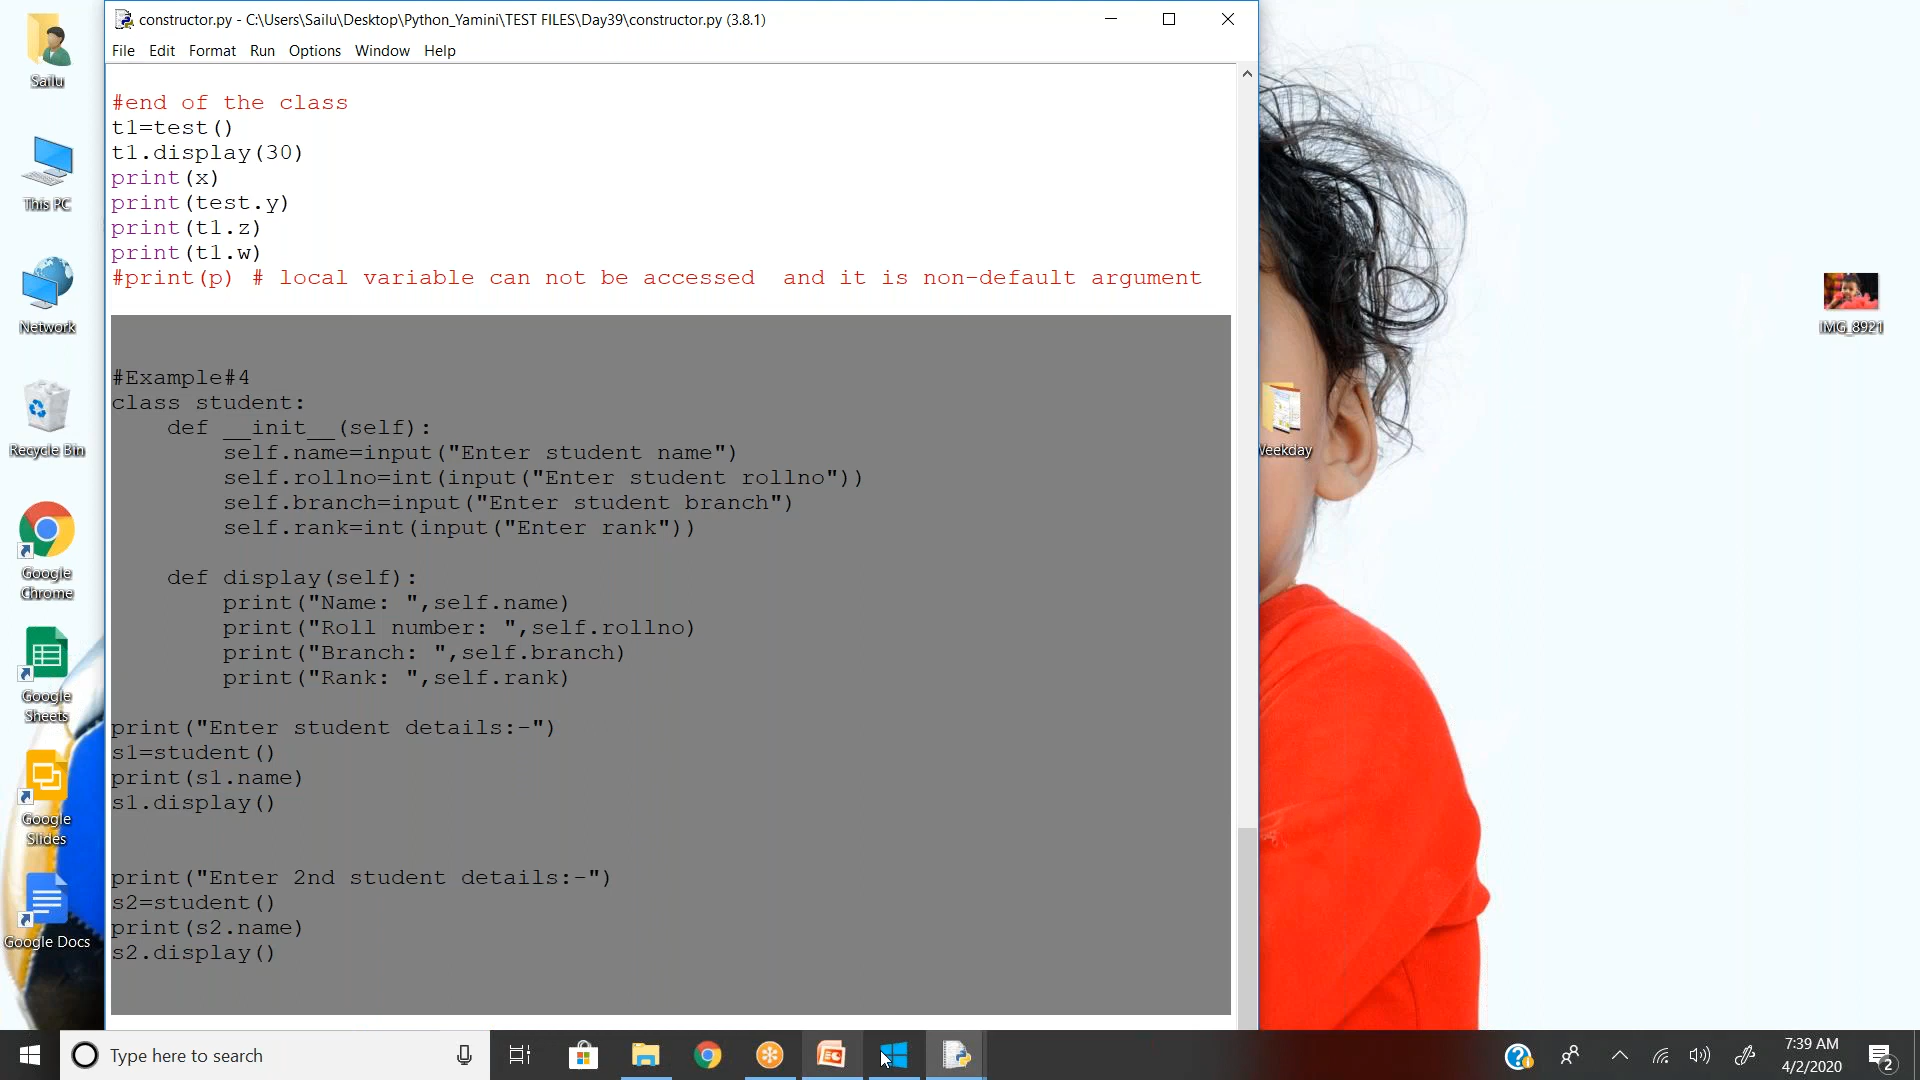 constructor.py - C:\Users\Sailu\Desktop\Python_Yamini\TEST FILES\Day39\constructor.py (3.8.1)
File Edit Format Run Options Window Help
#end of the class
t1=test()
t1.display(30)
print(x)
print(test.y)
print(t1.z)
print(t1.w)
#print(p) # local variable can not be accessed  and it is non-default argument
#Example#4
class student:
    def __init__(self):
        self.name=input("Enter student name")
        self.rollno=int(input("Enter student rollno"))
        self.branch=input("Enter student branch")
        self.rank=int(input("Enter rank"))
    def display(self):
        print("Name: ",self.name)
        print("Roll number: ",self.rollno)
        print("Branch: ",self.branch)
        print("Rank: ",self.rank)
print("Enter student details:-")
s1=student()
print(s1.name)
s1.display()
print("Enter 2nd student details:-")
s2=student()
print(s2.name)
s2.display()
Sailu
This PC
Network
Recycle Bin
Google
Chrome
Google
Sheets
Google
Slides
Google Docs
IMG_8921
Weekday
Type here to search
7:39 AM
4/2/2020
2